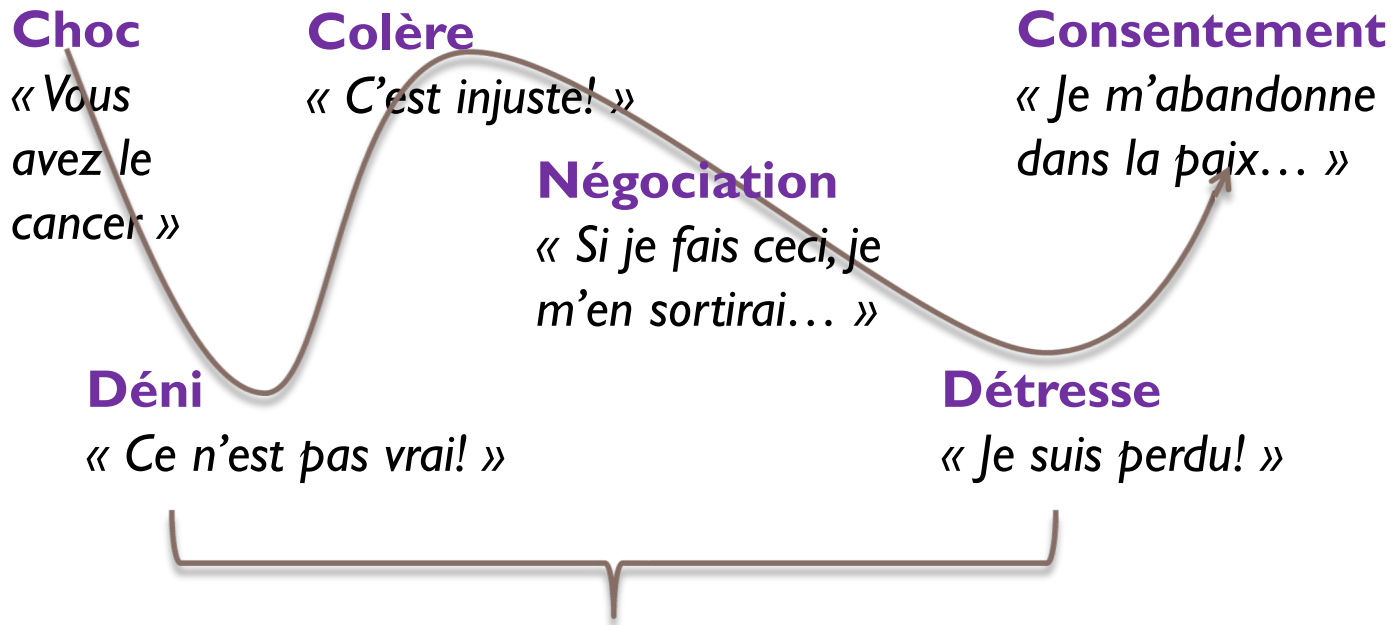 Choc
« Vous
avez le
cancer »
Déni
« Ce n’est pas vrai! »
Colère
« C’est injuste! »
Négociation
« Si je fais ceci, je
m’en sortirai… »
Détresse
« Je suis perdu! »
Consentement
« Je m’abandonne
dans la paix… »